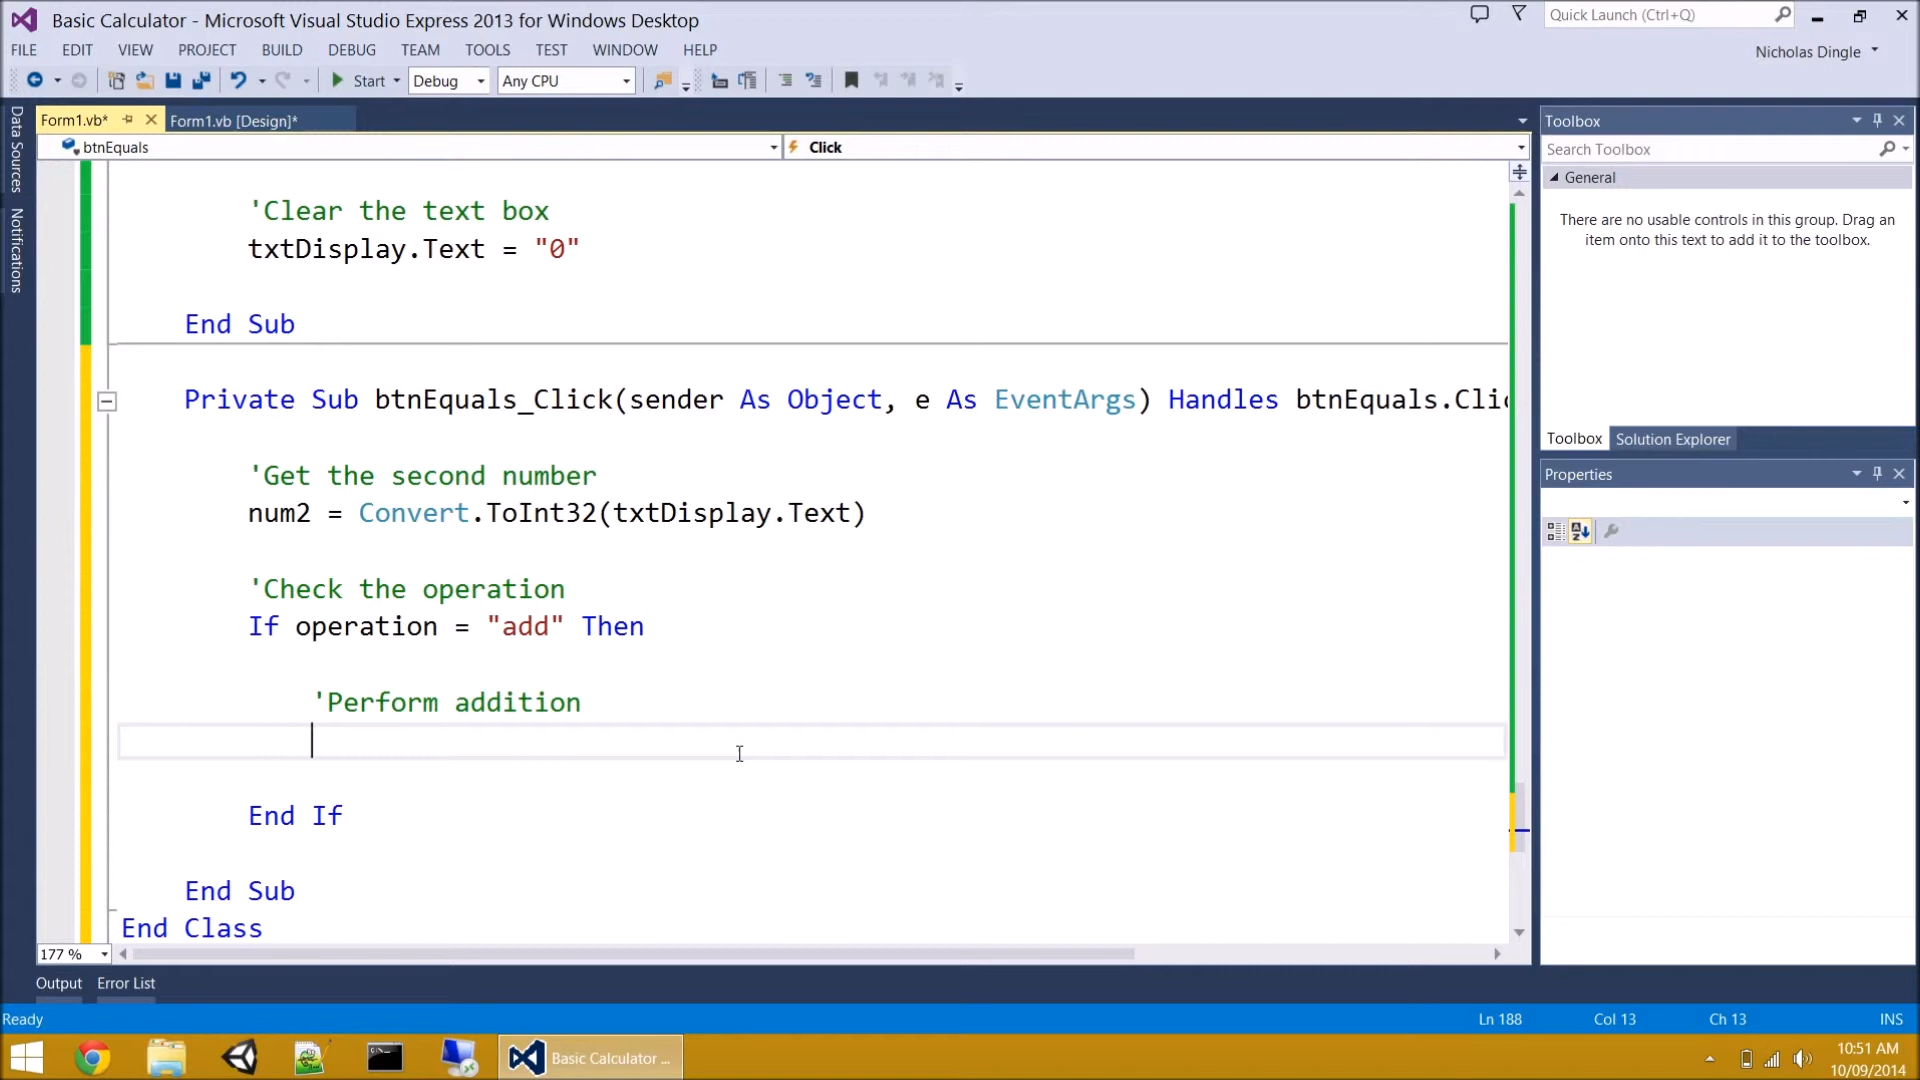 Basic Calculator - Microsoft Visual Studio Express 2013 for Windows Desktop
Quick Launch (Ctrl+Q)
FILE EDIT VIEW PROJECT BUILD DEBUG TEAM TOOLS TEST WINDOW HELP
Nicholas Dingle
Start Debug Any CPU
Data Sources
Notifications
Form1.vb* Form1.vb [Design]*
btnEquals Click
'Clear the text box
txtDisplay.Text = "0"
End Sub
Private Sub btnEquals_Click(sender As Object, e As EventArgs) Handles btnEquals.Clic
'Get the second number
num2 = Convert.ToInt32(txtDisplay.Text)
'Check the operation
If operation = "add" Then
'Perform addition
End If
End Sub
End Class
177 %
Toolbox
Search Toolbox
General
There are no usable controls in this group. Drag an
item onto this text to add it to the toolbox.
Toolbox Solution Explorer
Properties
Output Error List
Ready Ln 188 Col 13 Ch 13 INS
Basic Calculator ...
10:51 AM
10/09/2014